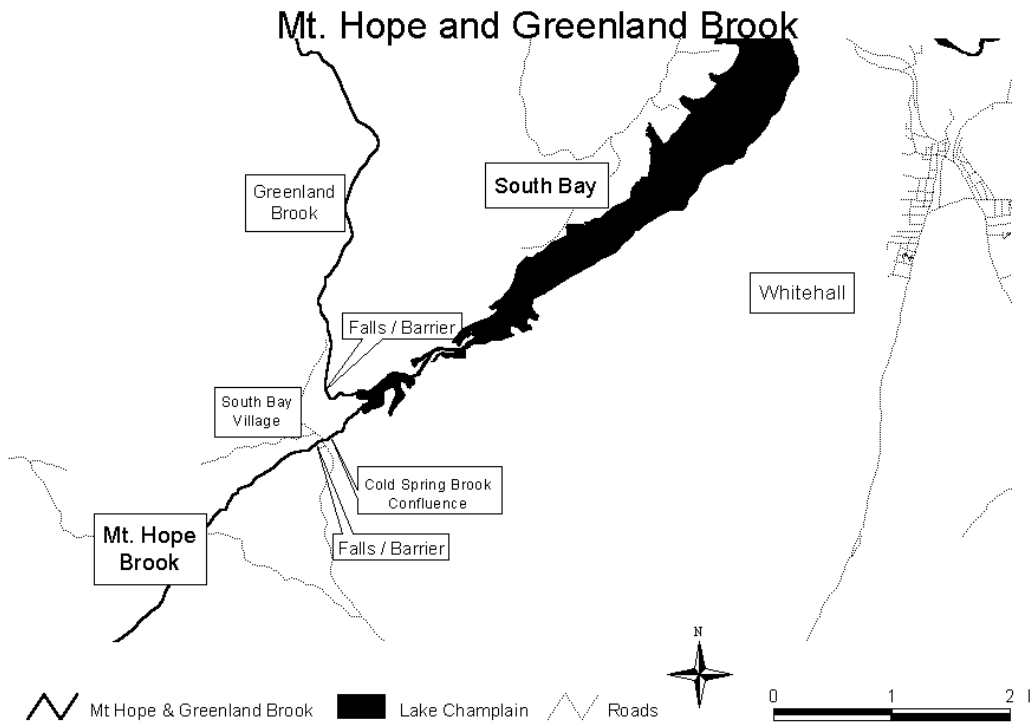 Mt. Hope and Greenland Brook
Greenland
Brook
South Bay
Whitehall
Falls / Barrier
South Bay
Village
Cold Spring Brook
Confluence
Mt. Hope
Brook
Falls / Barrier
N
Mt Hope & Greenland Brook
Lake Champlain
Roads
0 1 2